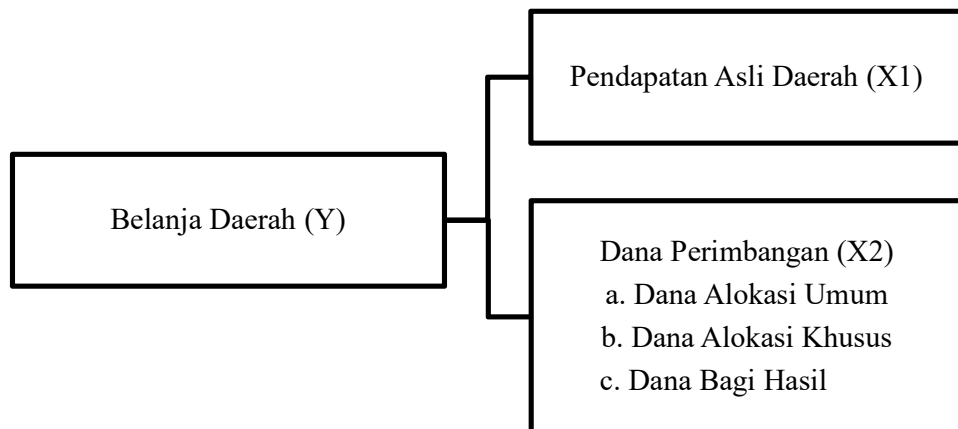 Pendapatan Asli Daerah (X1)
Belanja Daerah (Y)
Dana Perimbangan (X2)
a. Dana Alokasi Umum
b. Dana Alokasi Khusus
c. Dana Bagi Hasil